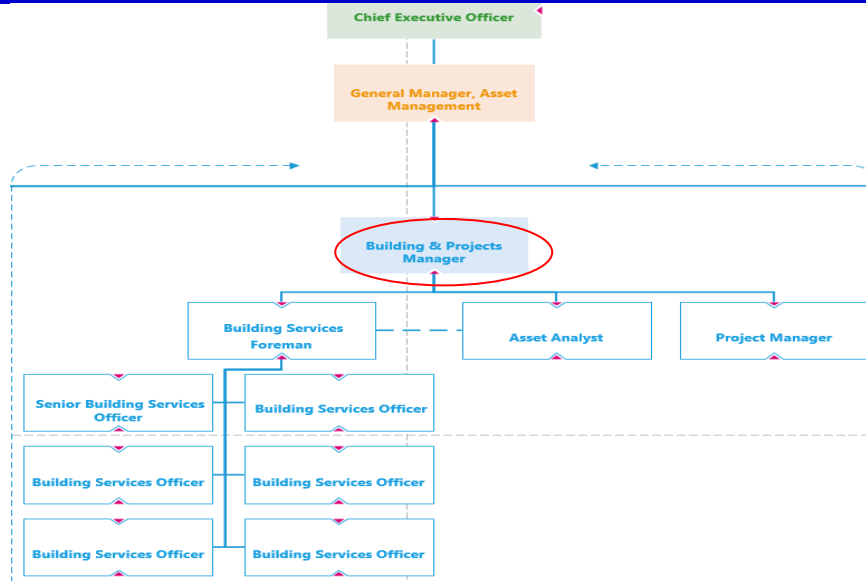 Chief Executive Officer
General Manager, Asset
Management
Building & Projects
Manager
Building Services
Foreman
Asset Analyst
Project Manager
Senior Building Services
Officer
Building Services Officer
Building Services Officer
Building Services Officer
Building Services Officer
Building Services Officer